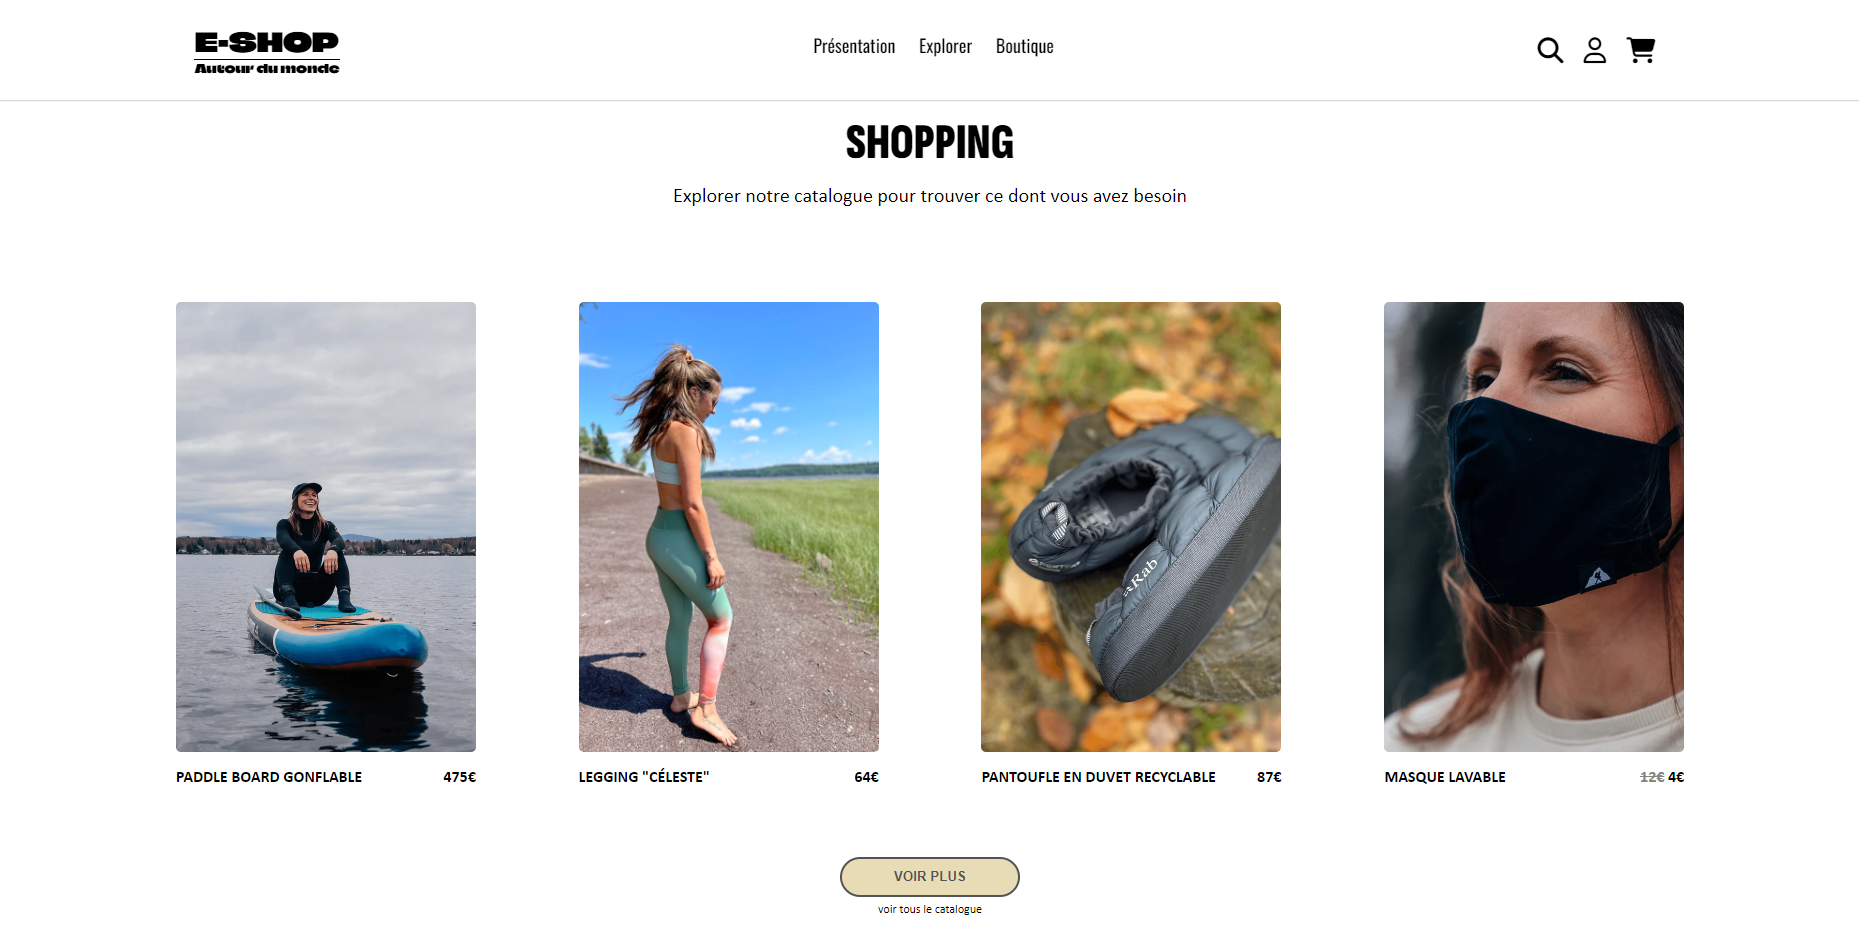 E-SHOP
Autour du monde
Présentation Explorer Boutique
SHOPPING
Explorer notre catalogue pour trouver ce dont vous avez besoin
Rab
PADDLE BOARD GONFLABLE 475€
LEGGING "CÉLESTE" 64€
PANTOUFLE EN DUVET RECYCLABLE 87€
MASQUE LAVABLE 12€ 4€
VOIR PLUS
voir tous le catalogue